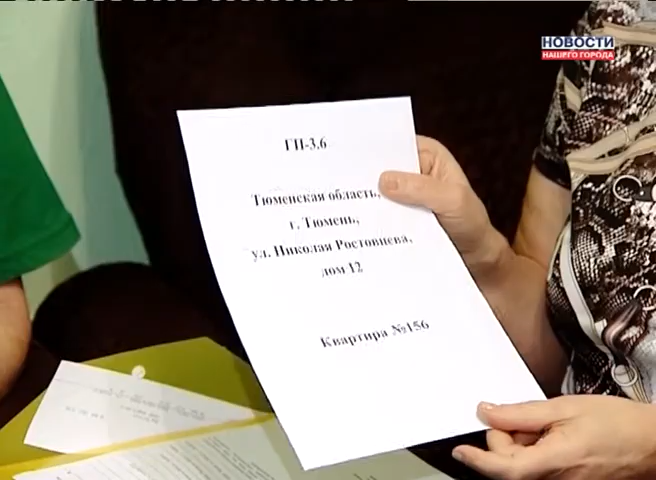 НОВОСТИ
НАШЕГО ГОРОДА
ГП-3.6
Тюменская область,
г. Тюмень,
ул. Николая Ростовцева,
дом 12
Квартира №156